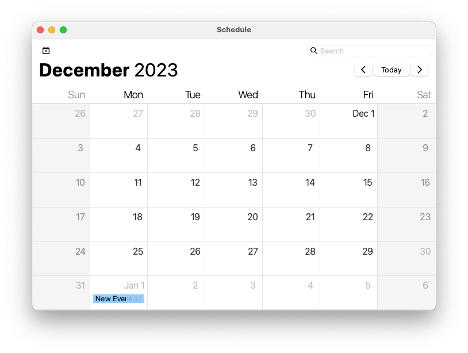 Schedule
Search
December 2023
Today
Sun Mon Tue Wed Thu Fri Sat
26 27 28 29 30 Dec 1 2
3 4 5 6 7 8 9
10 11 12 13 14 15 16
17 18 19 20 21 22 23
24 25 26 27 28 29 30
31 Jan 1 2 3 4 5 6
New Eve